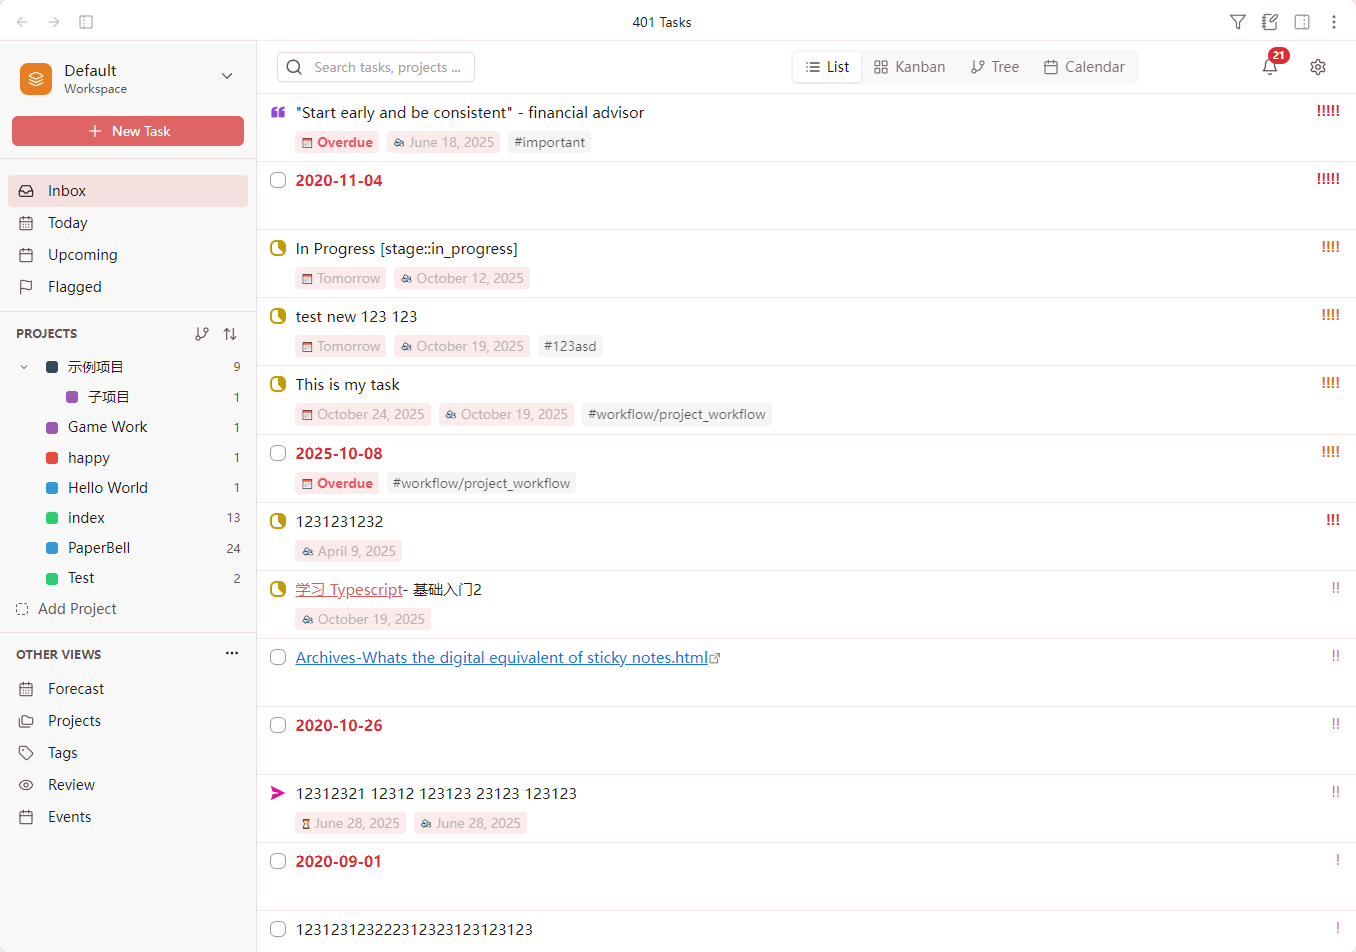 401 Tasks
Default
Workspace
New Task
Inbox
Today
Upcoming
Flagged
PROJECTS
示例项目 9
子项目 1
Game Work 1
happy 1
Hello World 1
index 13
PaperBell 24
Test 2
Add Project
OTHER VIEWS
Forecast
Projects
Tags
Review
Events
Search tasks, projects ...
List Kanban Tree Calendar
21
"Start early and be consistent" - financial advisor !!!!!
Overdue June 18, 2025 #important
2020-11-04 !!!!!
In Progress [stage::in_progress] !!!!
Tomorrow October 12, 2025
test new 123 123 !!!!
Tomorrow October 19, 2025 #123asd
This is my task !!!!
October 24, 2025 October 19, 2025 #workflow/project_workflow
2025-10-08 !!!!
Overdue #workflow/project_workflow
1231231232 !!!
April 9, 2025
学习 Typescript- 基础入门2 !!
October 19, 2025
Archives-Whats the digital equivalent of sticky notes.html !!
2020-10-26 !!
12312321 12312 123123 23123 123123 !!
June 28, 2025 June 28, 2025
2020-09-01 !
123123123222312323123123123 !